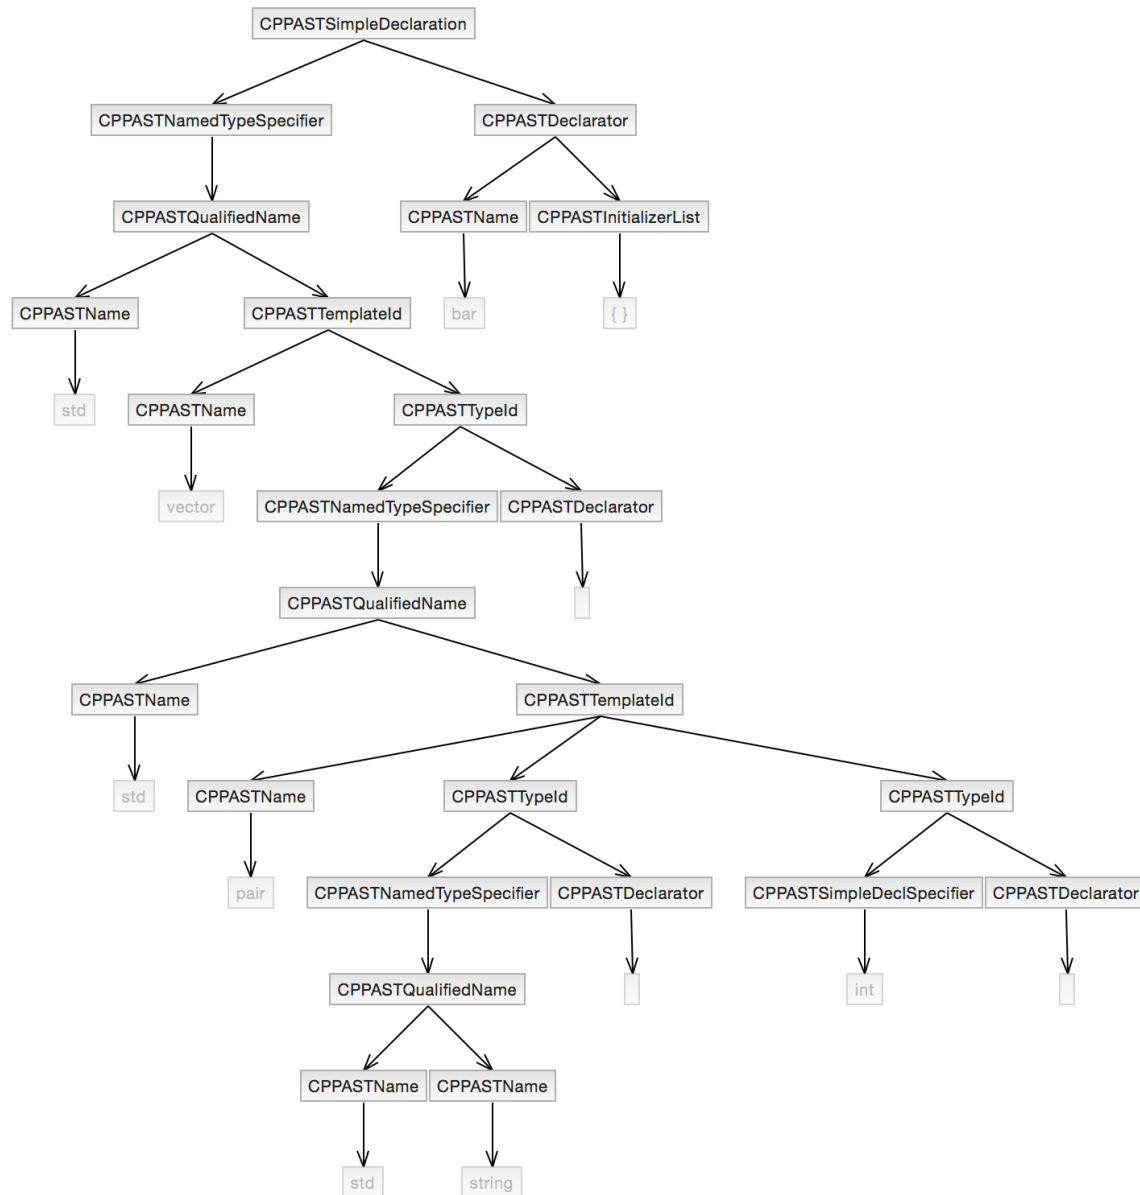 CPPASTSimpleDeclaration
CPPASTNamedTypeSpecifier
CPPASTDeclarator
CPPASTQualifiedName
CPPASTName
CPPASTInitializerList
CPPASTName
CPPASTTemplateId
bar
{ }
std
CPPASTName
CPPASTTypeId
vector
CPPASTNamedTypeSpecifier
CPPASTDeclarator
CPPASTQualifiedName
CPPASTName
CPPASTTemplateId
std
CPPASTName
CPPASTTypeId
CPPASTTypeId
pair
CPPASTNamedTypeSpecifier
CPPASTDeclarator
CPPASTSimpleDeclSpecifier
CPPASTDeclarator
CPPASTQualifiedName
int
CPPASTName
CPPASTName
std
string